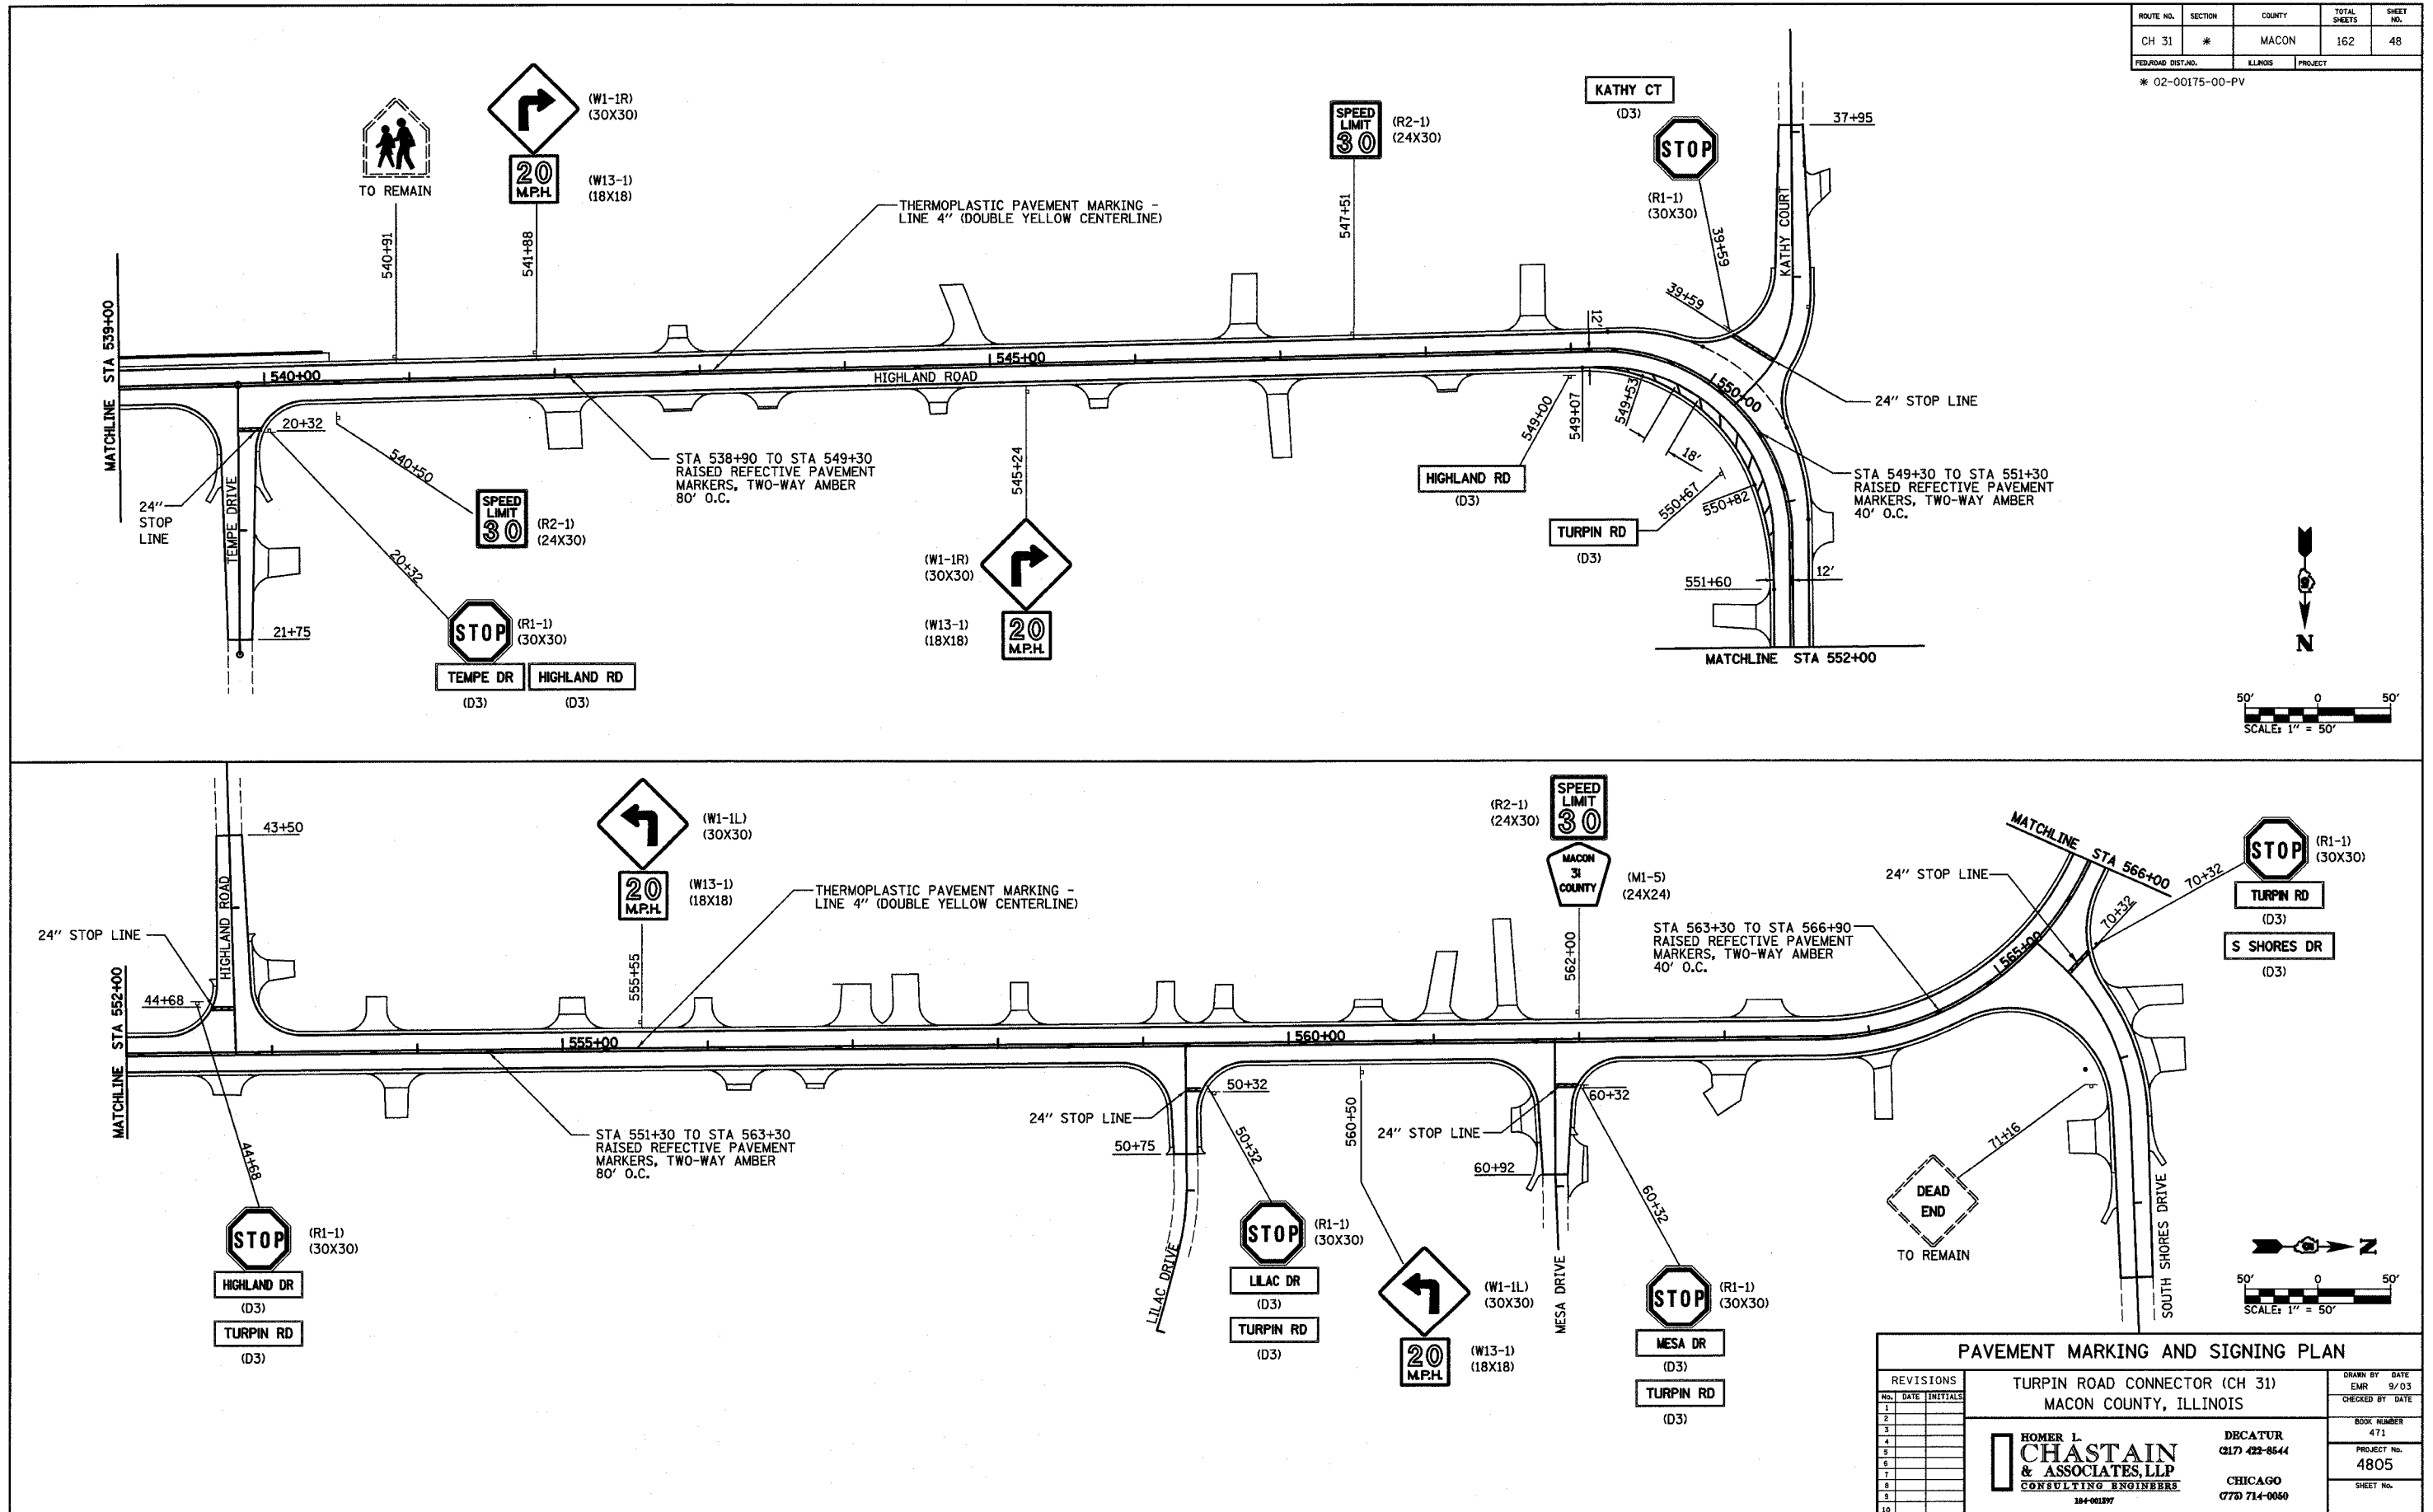 ROUTE NO.
SECTION
COUNTY
TOTAL
SHEETS
SHEET
NO.
CH 31
*
MACON
162
48
FED.ROAD DIST.NO.
ILLINOIS
PROJECT
* 02-00175-00-PV
TO REMAIN
540+91
(W1-1R)
(30X30)
20
M.P.H.
(W13-1)
(18X18)
541+88
THERMOPLASTIC PAVEMENT MARKING -
LINE 4" (DOUBLE YELLOW CENTERLINE)
SPEED
LIMIT
30
(R2-1)
(24X30)
547+51
KATHY CT
(D3)
STOP
(R1-1)
(30X30)
39+59
39+59
37+95
KATHY COURT
MATCHLINE STA 539+00
540+00
545+00
HIGHLAND ROAD
12'
550+00
24" STOP LINE
20+32
540+50
24"
STOP
LINE
TEMPE DRIVE
20+32
21+75
SPEED
LIMIT
30
(R2-1)
(24X30)
STOP
(R1-1)
(30X30)
TEMPE DR
HIGHLAND RD
(D3)
(D3)
STA 538+90 TO STA 549+30
RAISED REFECTIVE PAVEMENT
MARKERS, TWO-WAY AMBER
80' O.C.
545+24
(W1-1R)
(30X30)
(W13-1)
(18X18)
20
M.P.H.
549+00
549+07
549+53
18'
HIGHLAND RD
(D3)
550+67
550+82
TURPIN RD
(D3)
STA 549+30 TO STA 551+30
RAISED REFECTIVE PAVEMENT
MARKERS, TWO-WAY AMBER
40' O.C.
551+60
12'
MATCHLINE STA 552+00
N
50' 0 50'
SCALE: 1" = 50'
43+50
HIGHLAND ROAD
24" STOP LINE
44+68
MATCHLINE STA 552+00
44+68
STOP
(R1-1)
(30X30)
HIGHLAND DR
(D3)
TURPIN RD
(D3)
(W1-1L)
(30X30)
20
M.P.H.
(W13-1)
(18X18)
555+55
THERMOPLASTIC PAVEMENT MARKING -
LINE 4" (DOUBLE YELLOW CENTERLINE)
555+00
560+00
STA 551+30 TO STA 563+30
RAISED REFECTIVE PAVEMENT
MARKERS, TWO-WAY AMBER
80' O.C.
SPEED
LIMIT
30
(R2-1)
(24X30)
MACON
31
COUNTY
(M1-5)
(24X24)
562+00
STA 563+30 TO STA 566+90
RAISED REFECTIVE PAVEMENT
MARKERS, TWO-WAY AMBER
40' O.C.
565+00
24" STOP LINE
MATCHLINE STA 566+00
70+32
70+32
STOP
(R1-1)
(30X30)
TURPIN RD
(D3)
S SHORES DR
(D3)
24" STOP LINE
50+32
50+75
50+32
LILAC DRIVE
STOP
(R1-1)
(30X30)
LILAC DR
(D3)
TURPIN RD
(D3)
560+50
24" STOP LINE
(W1-1L)
(30X30)
20
M.P.H.
(W13-1)
(18X18)
60+32
60+92
60+32
MESA DRIVE
STOP
(R1-1)
(30X30)
MESA DR
(D3)
TURPIN RD
(D3)
71+16
DEAD
END
TO REMAIN
SOUTH SHORES DRIVE
N
50' 0 50'
SCALE: 1" = 50'
PAVEMENT MARKING AND SIGNING PLAN
REVISIONS
No. DATE INITIALS
1
2
3
4
5
6
7
8
9
10
TURPIN ROAD CONNECTOR (CH 31)
MACON COUNTY, ILLINOIS
HOMER L.
CHASTAIN
& ASSOCIATES, LLP
CONSULTING ENGINEERS
184-001397
DECATUR
(217) 422-8544
CHICAGO
(773) 714-0050
DRAWN BY DATE
EMR 9/03
CHECKED BY DATE
BOOK NUMBER
471
PROJECT No.
4805
SHEET No.